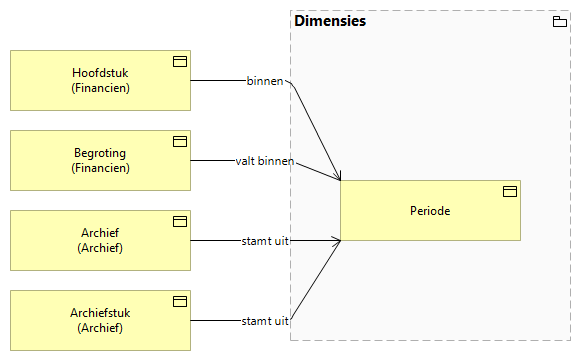 Dimensies
Hoofdstuk
(Financien)
binnen
Begroting
(Financien)
valt binnen
Periode
Archief
(Archief)
stamt uit
Archiefstuk
(Archief)
stamt uit